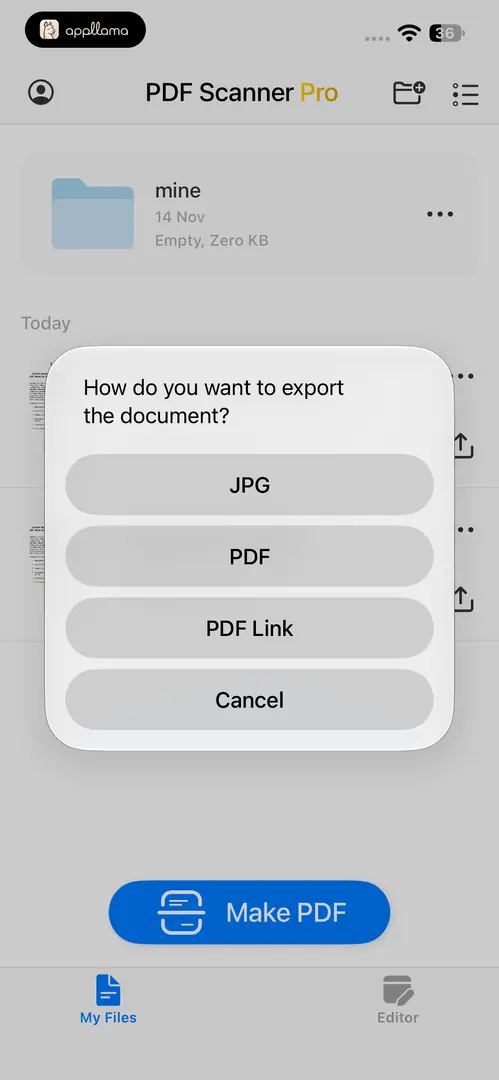 appllama
36
PDF Scanner Pro
mine
14 Nov
Empty, Zero KB
Today
How do you want to export
the document?
JPG
PDF
PDF Link
Cancel
Make PDF
My Files
Editor